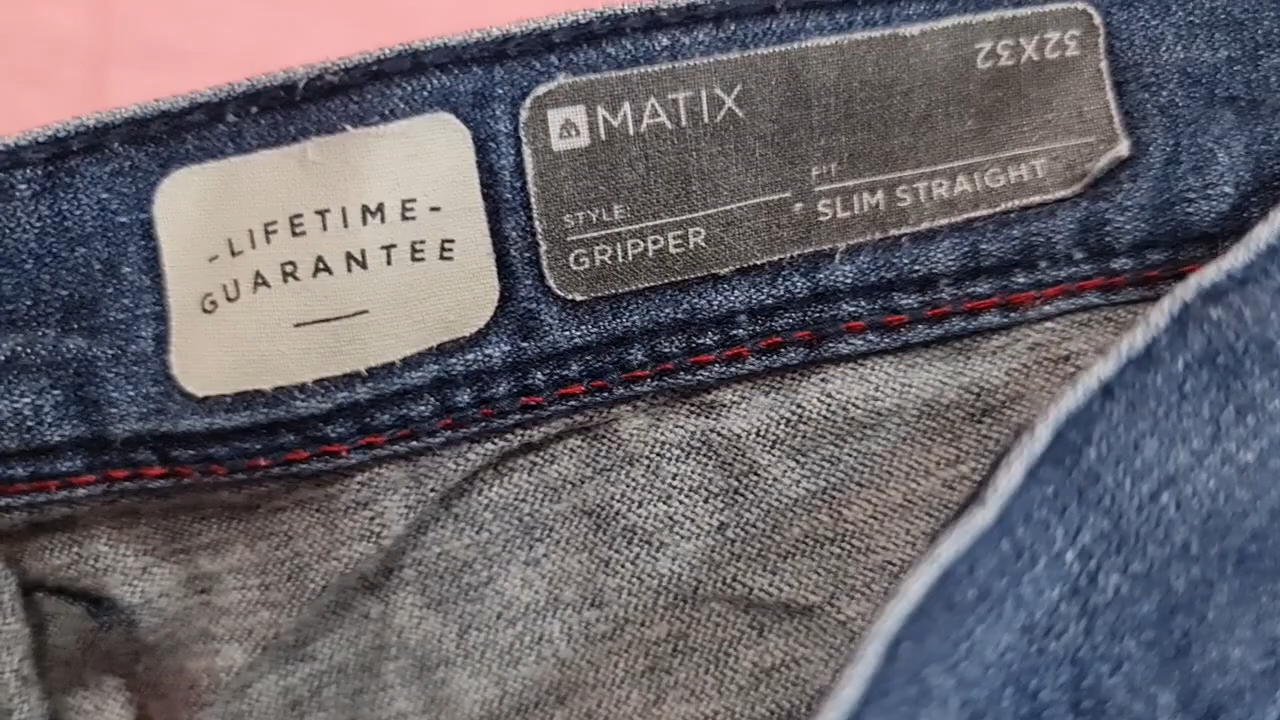 -LIFETIME-
GUARANTEE
MATIX
32X32
STYLE:
GRIPPER
FIT:
SLIM STRAIGHT